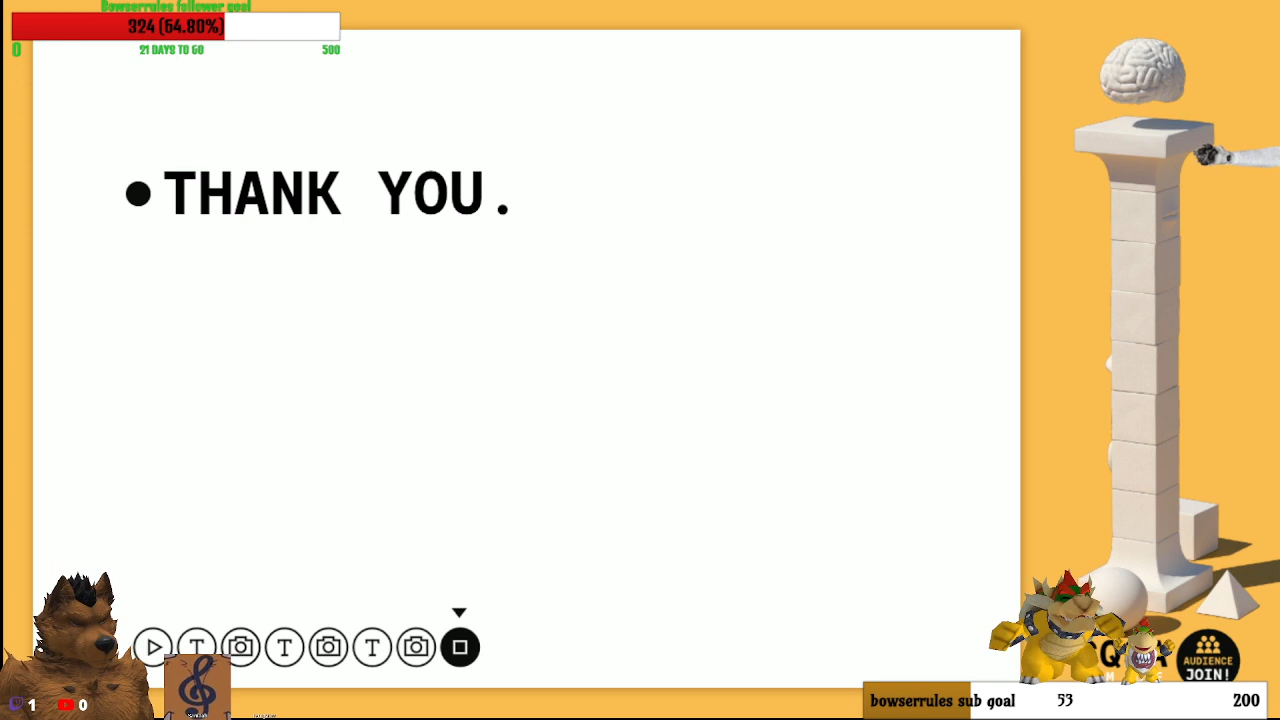 Bowserrules follower goal
324 (64.80%)
0
21 DAYS TO GO
500
•THANK YOU.
T
T
T
AUDIENCE
JOIN!
bowserrules sub goal
53
200
1
0